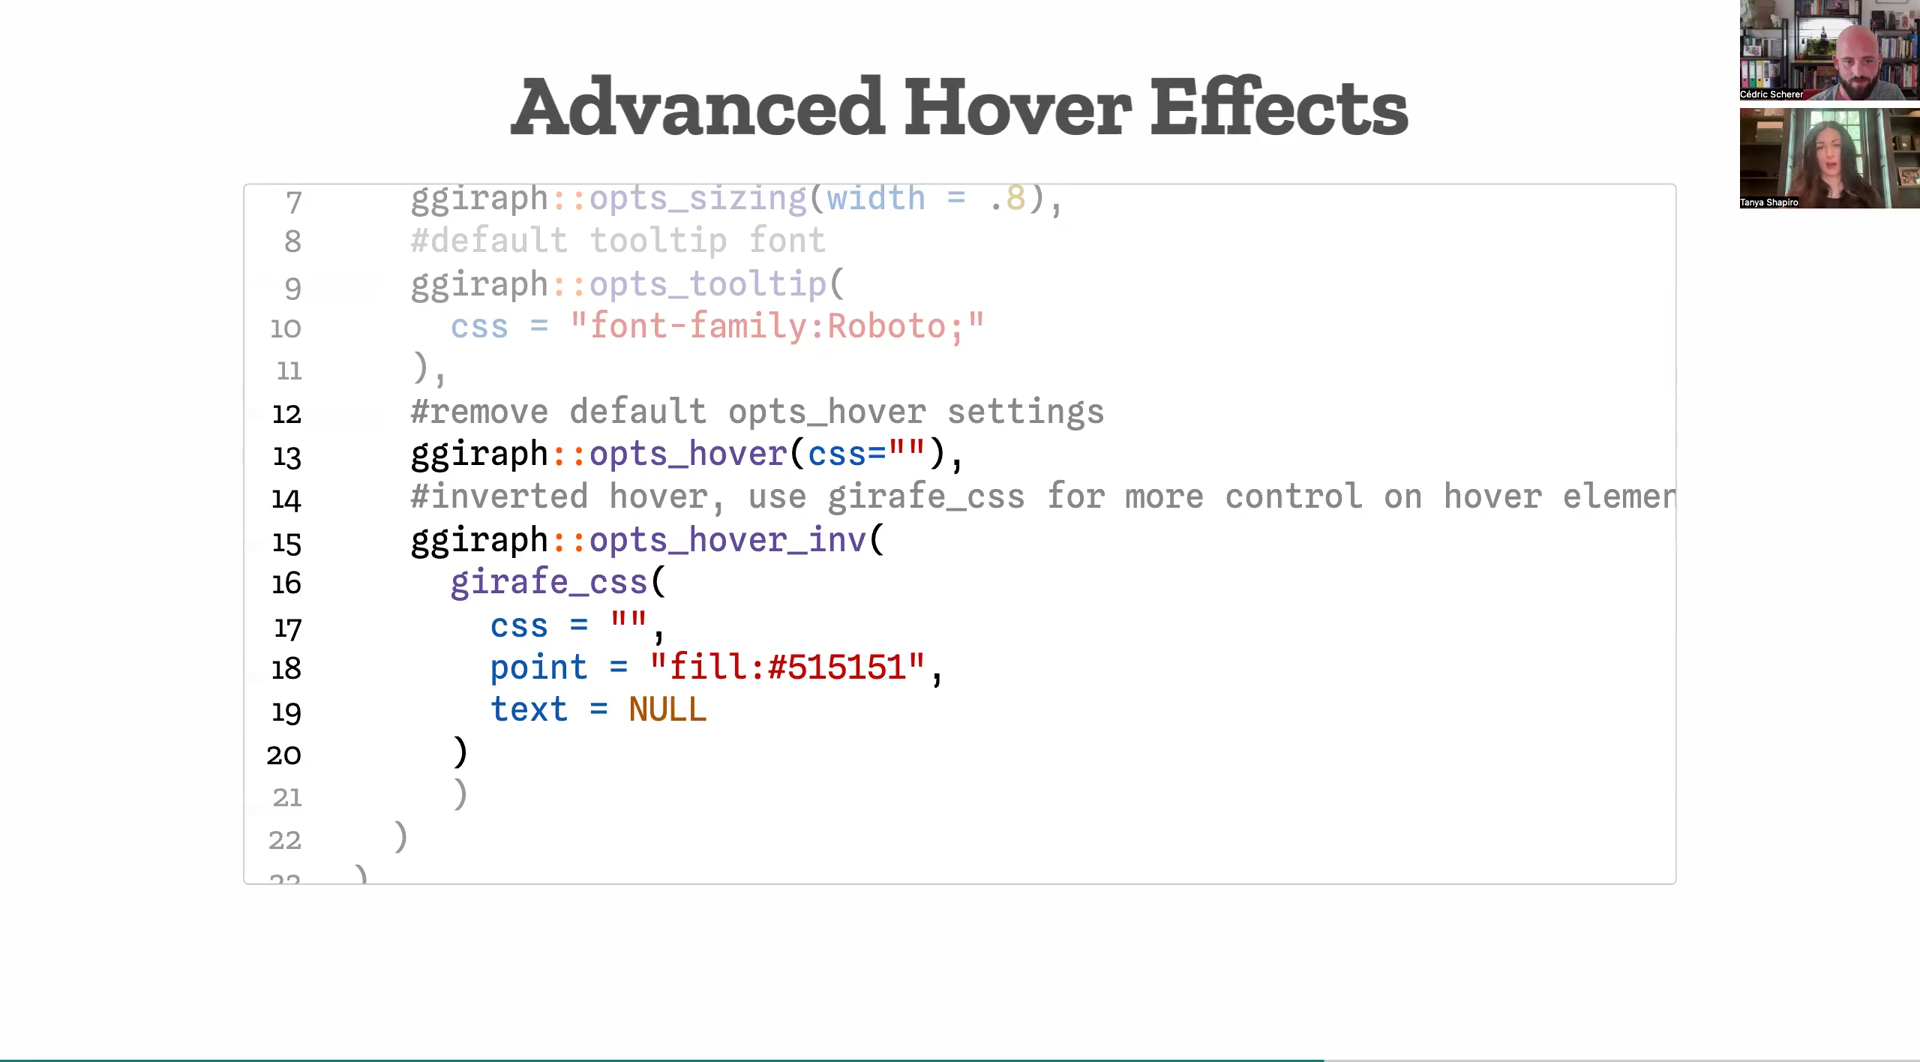 Advanced Hover Effects
Cédric Scherer
Tanya Shapiro
7 ggiraph::opts_sizing(width = .8),
8 #default tooltip font
9 ggiraph::opts_tooltip(
10 css = "font-family:Roboto;"
11 ),
12 #remove default opts_hover settings
13 ggiraph::opts_hover(css=""),
14 #inverted hover, use girafe_css for more control on hover elemen
15 ggiraph::opts_hover_inv(
16 girafe_css(
17 css = "",
18 point = "fill:#515151",
19 text = NULL
20 )
21 )
22 )
)